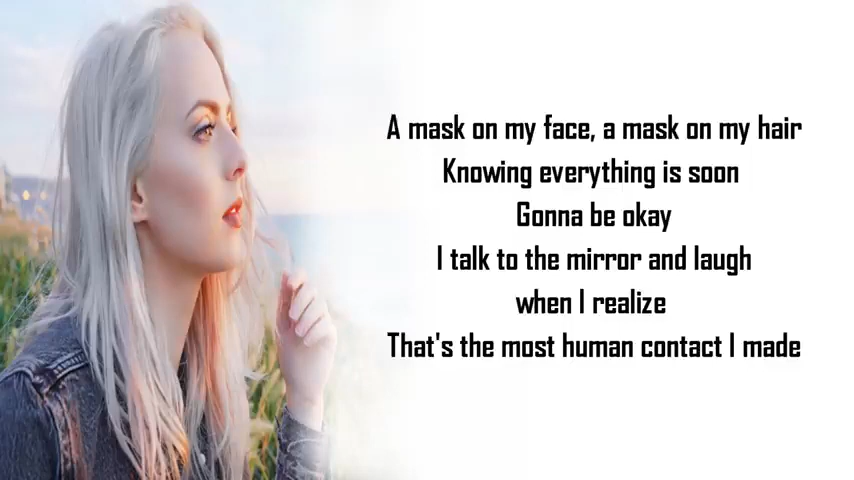 A mask on my face, a mask on my hair
Knowing everything is soon
Gonna be okay
I talk to the mirror and laugh
when I realize
That's the most human contact I made